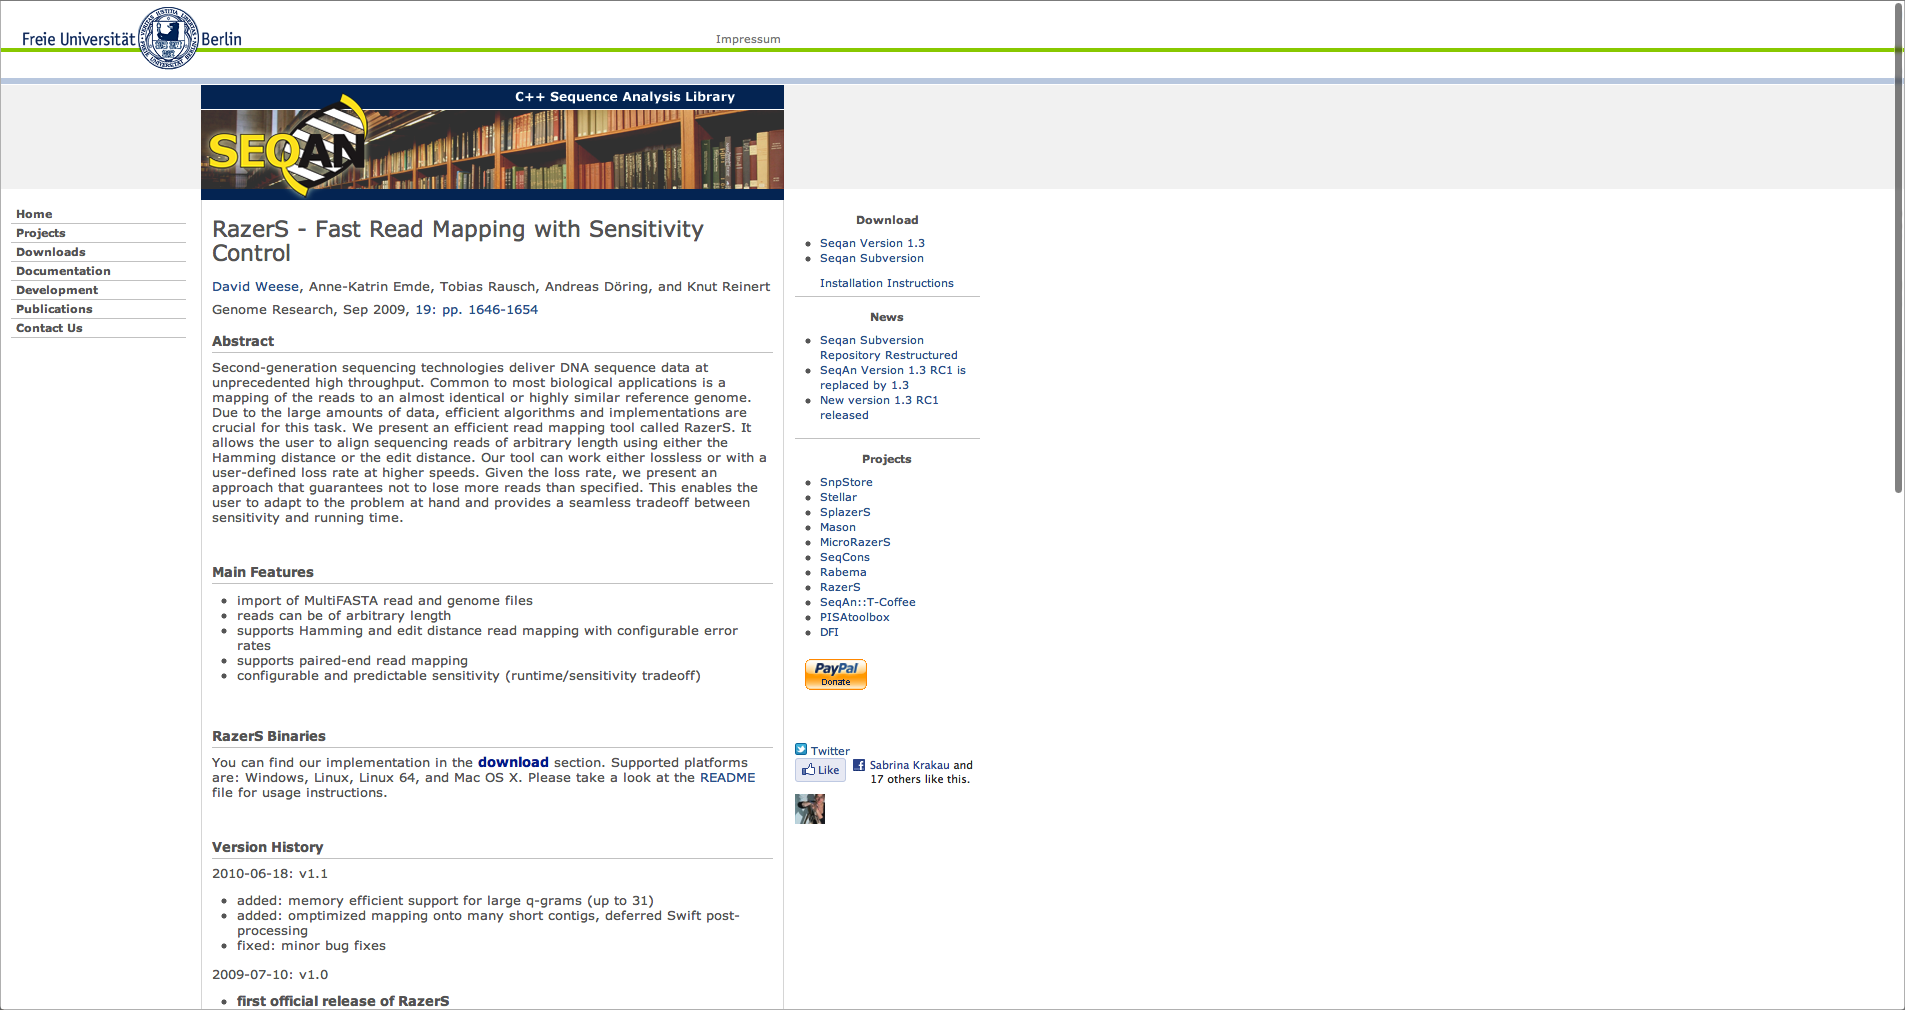 Freie Universität Berlin
Impressum
C++ Sequence Analysis Library
SEQAN
Home
Projects
Downloads
Documentation
Development
Publications
Contact Us
RazerS - Fast Read Mapping with Sensitivity
Control
David Weese, Anne-Katrin Emde, Tobias Rausch, Andreas Döring, and Knut Reinert
Genome Research, Sep 2009, 19: pp. 1646-1654
Abstract
Second-generation sequencing technologies deliver DNA sequence data at
unprecedented high throughput. Common to most biological applications is a
mapping of the reads to an almost identical or highly similar reference genome.
Due to the large amounts of data, efficient algorithms and implementations are
crucial for this task. We present an efficient read mapping tool called RazerS. It
allows the user to align sequencing reads of arbitrary length using either the
Hamming distance or the edit distance. Our tool can work either lossless or with a
user-defined loss rate at higher speeds. Given the loss rate, we present an
approach that guarantees not to lose more reads than specified. This enables the
user to adapt to the problem at hand and provides a seamless tradeoff between
sensitivity and running time.
Main Features
• import of MultiFASTA read and genome files
• reads can be of arbitrary length
• supports Hamming and edit distance read mapping with configurable error
rates
• supports paired-end read mapping
• configurable and predictable sensitivity (runtime/sensitivity tradeoff)
RazerS Binaries
You can find our implementation in the download section. Supported platforms
are: Windows, Linux, Linux 64, and Mac OS X. Please take a look at the README
file for usage instructions.
Version History
2010-06-18: v1.1
• added: memory efficient support for large q-grams (up to 31)
• added: omptimized mapping onto many short contigs, deferred Swift post-
processing
• fixed: minor bug fixes
2009-07-10: v1.0
• first official release of RazerS
Download
• Seqan Version 1.3
• Seqan Subversion
Installation Instructions
News
• Seqan Subversion
Repository Restructured
• SeqAn Version 1.3 RC1 is
replaced by 1.3
• New version 1.3 RC1
released
Projects
• SnpStore
• Stellar
• SplazerS
• Mason
• MicroRazerS
• SeqCons
• Rabema
• RazerS
• SeqAn::T-Coffee
• PISAtoolbox
• DFI
PayPal
Donate
Twitter
Like
Sabrina Krakau and
17 others like this.